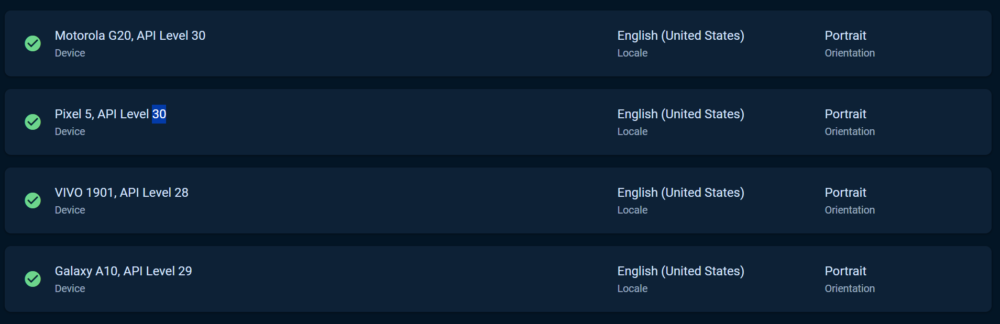 Motorola G20, API Level 30
Device
English (United States)
Locale
Portrait
Orientation
Pixel 5, API Level 30
Device
English (United States)
Locale
Portrait
Orientation
VIVO 1901, API Level 28
Device
English (United States)
Locale
Portrait
Orientation
Galaxy A10, API Level 29
Device
English (United States)
Locale
Portrait
Orientation